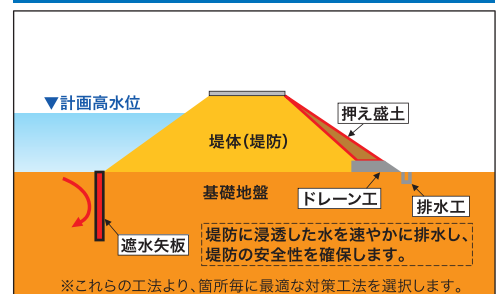 ▼計画高水位
押え盛土
堤体(堤防)
基礎地盤
ドレーン工
排水工
遮水矢板
堤防に浸透した水を速やかに排水し、
堤防の安全性を確保します。
※これらの工法より、箇所毎に最適な対策工法を選択します。